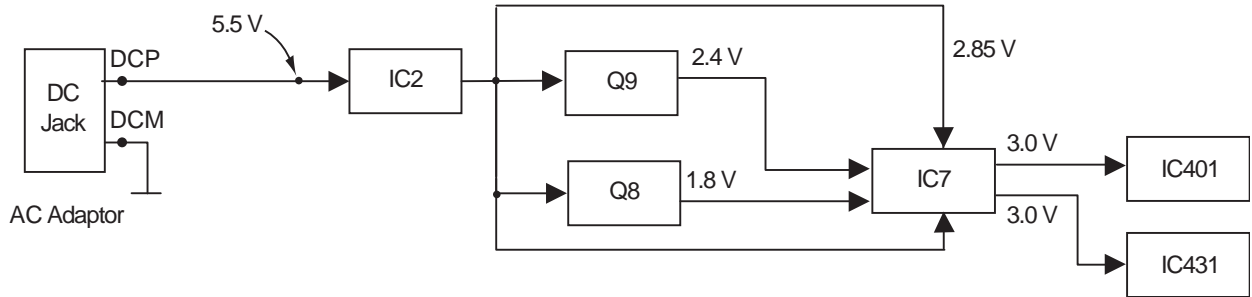 5.5 V
DCP
DC
Jack
DCM
AC Adaptor
IC2
Q9
2.4 V
2.85 V
Q8
1.8 V
IC7
3.0 V
3.0 V
IC401
IC431